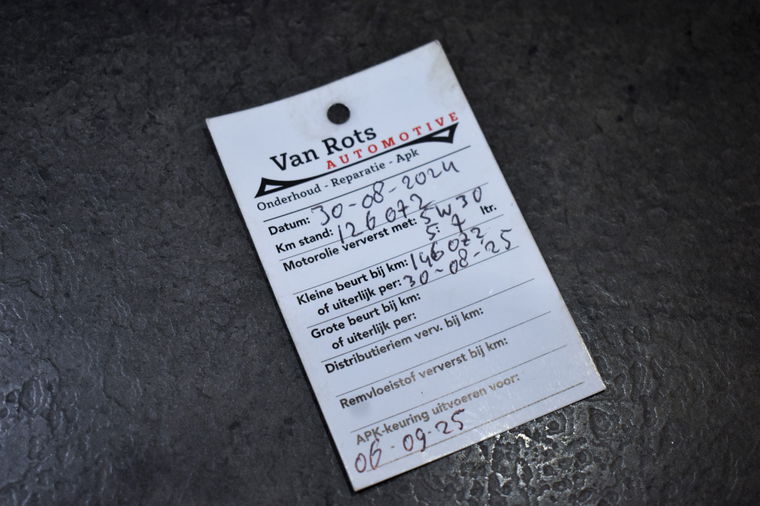 Van Rots
AUTOMOTIVE
Onderhoud - Reparatie - Apk
Datum: 30-08-2024
Km stand: 126072
Motorolie ververst met: 5W30
5.7 ltr.
Kleine beurt bij km: 146072
of uiterlijk per: 30-08-25
Grote beurt bij km:
of uiterlijk per:
Distributieriem verv. bij km:
Remvloeistof ververst bij km:
APK-keuring uitvoeren voor:
06-09-25